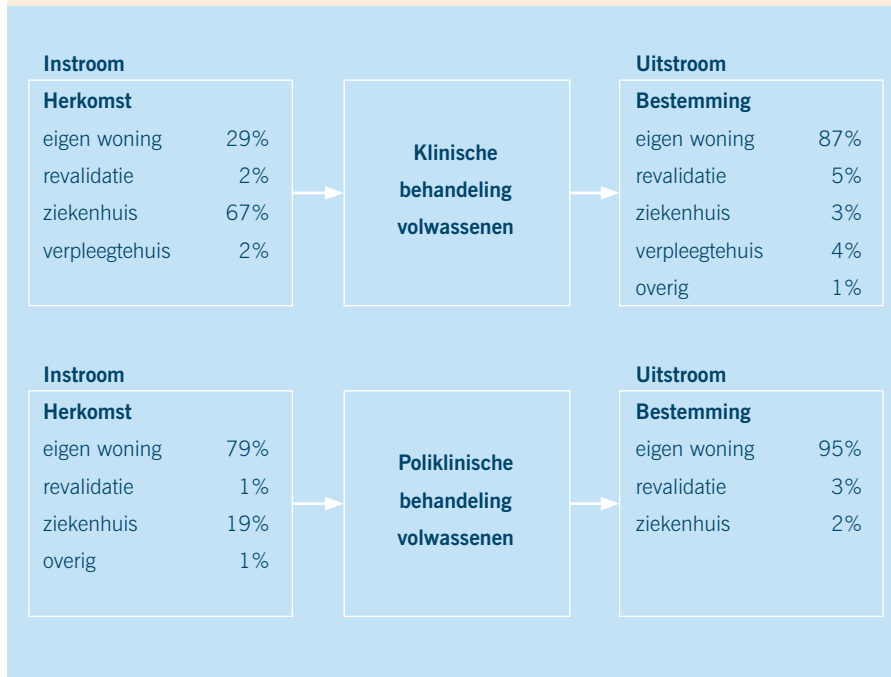 Instroom
Herkomst
eigen woning 29%
revalidatie 2%
ziekenhuis 67%
verpleegtehuis 2%
Klinische
behandeling
volwassenen
Uitstroom
Bestemming
eigen woning 87%
revalidatie 5%
ziekenhuis 3%
verpleegtehuis 4%
overig 1%
Instroom
Herkomst
eigen woning 79%
revalidatie 1%
ziekenhuis 19%
overig 1%
Poliklinische
behandeling
volwassenen
Uitstroom
Bestemming
eigen woning 95%
revalidatie 3%
ziekenhuis 2%